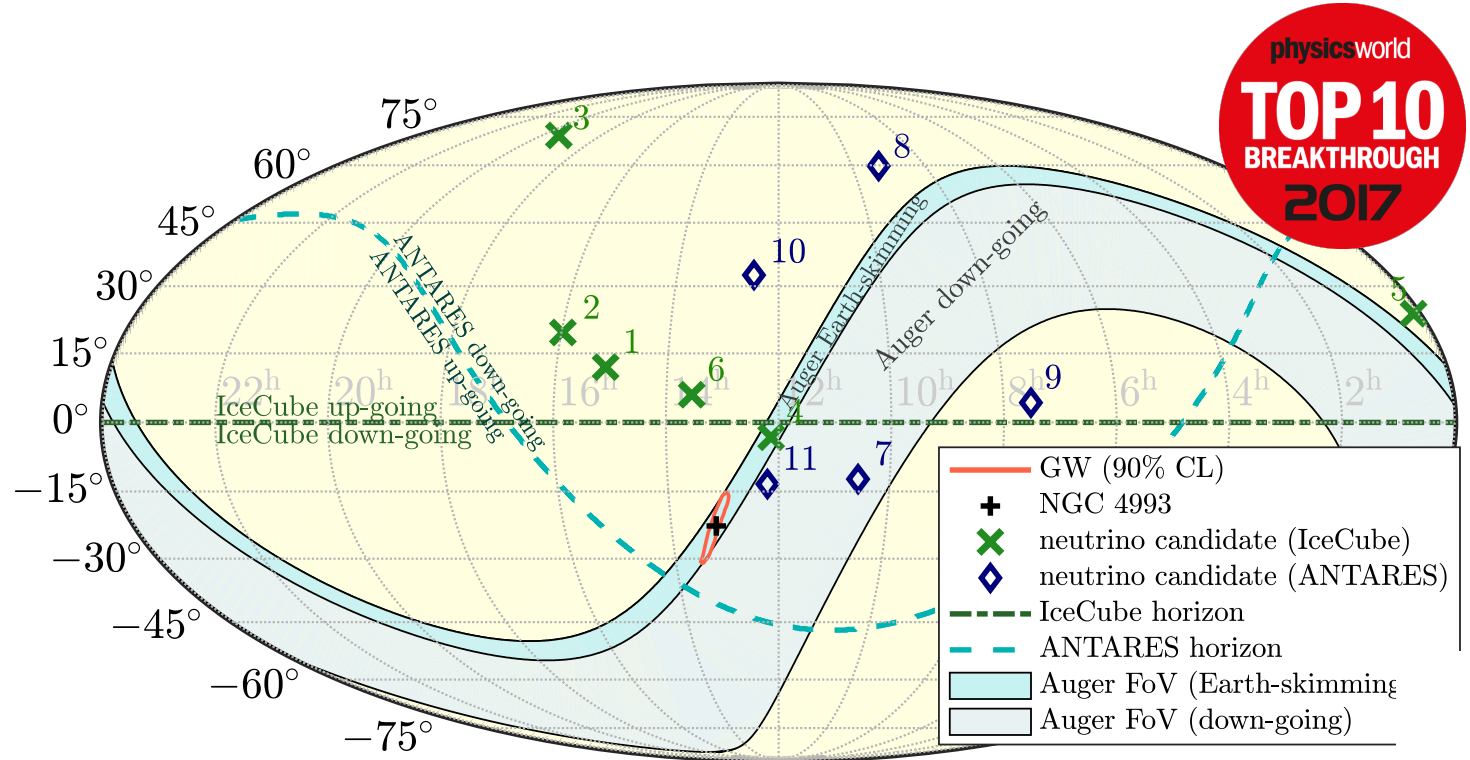 physicsworld
TOP 10
BREAKTHROUGH
2017
75°
60°
45°
30°
15°
0°
−15°
−30°
−45°
−60°
−75°
3
8
10
2
1
6
5
4
9
11
7
ANTARES down-going
ANTARES up-going
Auger Earth-skimming
Auger down-going
22h
20h
18
16h
14h
2h
10h
8h
6h
4h
2h
IceCube up-going
IceCube down-going
GW (90% CL)
NGC 4993
neutrino candidate (IceCube)
neutrino candidate (ANTARES)
IceCube horizon
ANTARES horizon
Auger FoV (Earth-skimming
Auger FoV (down-going)